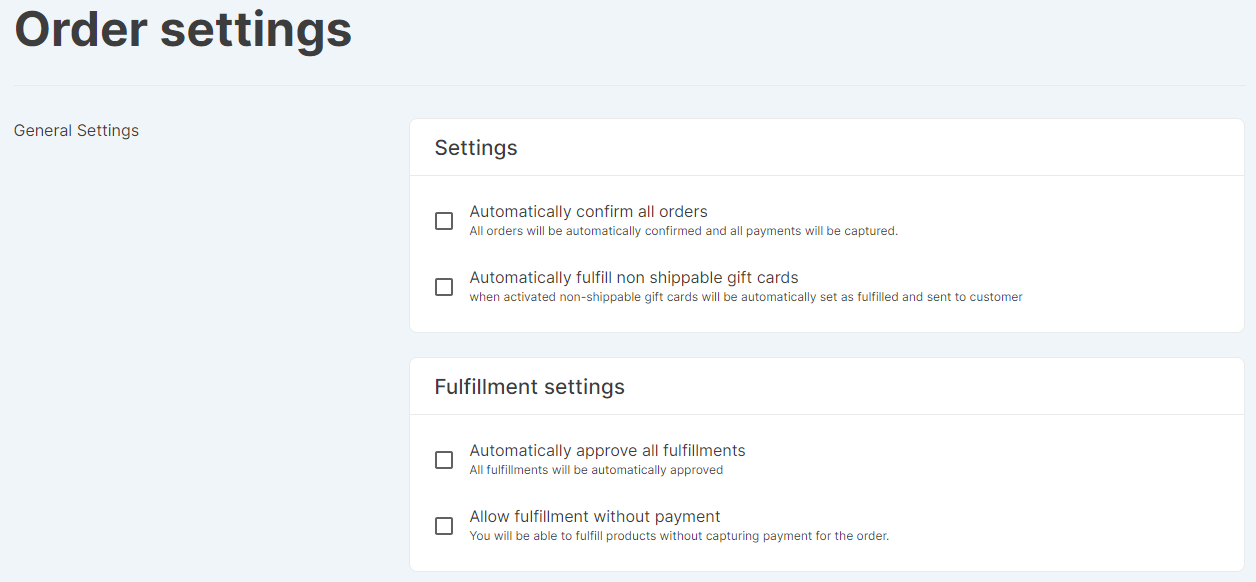 Order settings
General Settings
Settings
Automatically confirm all orders
All orders will be automatically confirmed and all payments will be captured.
Automatically fulfill non shippable gift cards
when activated non-shippable gift cards will be automatically set as fulfilled and sent to customer
Fulfillment settings
Automatically approve all fulfillments
All fulfillments will be automatically approved
Allow fulfillment without payment
You will be able to fulfill products without capturing payment for the order.